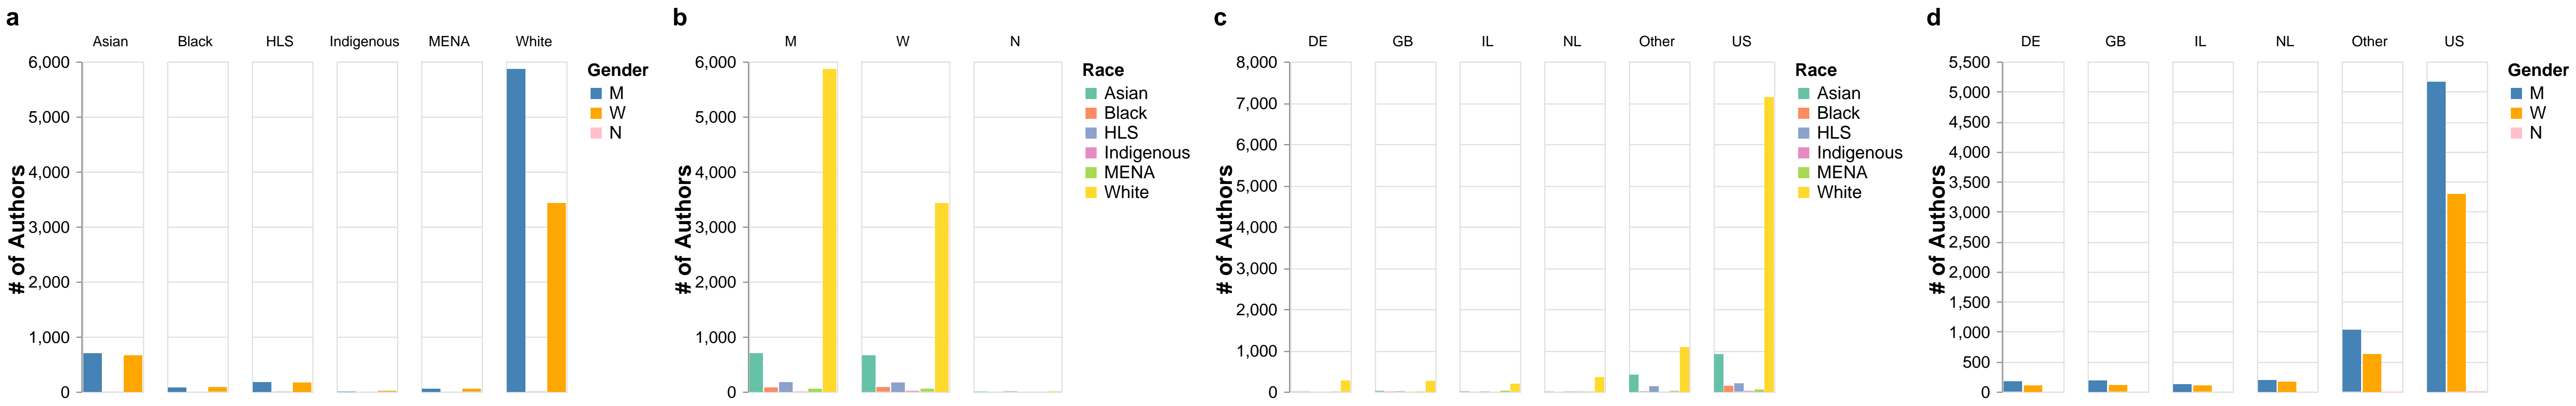 a
Asian Black HLS Indigenous MENA White
# of Authors
6,000
5,000
4,000
3,000
2,000
1,000
0
Gender
M
W
N
b
M W N
# of Authors
6,000
5,000
4,000
3,000
2,000
1,000
0
Race
Asian
Black
HLS
Indigenous
MENA
White
c
DE GB IL NL Other US
# of Authors
8,000
7,000
6,000
5,000
4,000
3,000
2,000
1,000
0
Race
Asian
Black
HLS
Indigenous
MENA
White
d
DE GB IL NL Other US
# of Authors
5,500
5,000
4,500
4,000
3,500
3,000
2,500
2,000
1,500
1,000
500
0
Gender
M
W
N